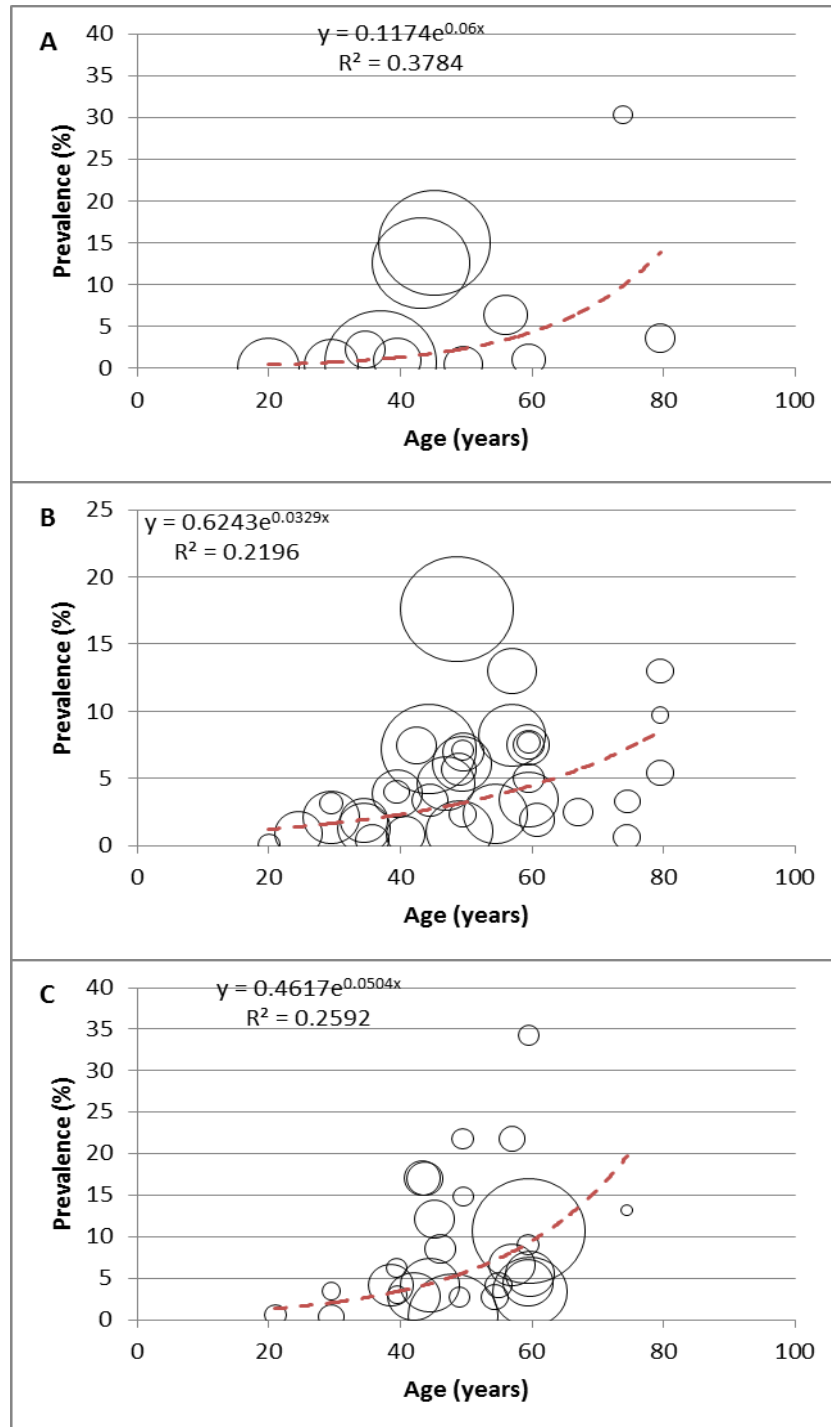 A
y = 0.1174e^0.06x
R² = 0.3784
40
35
30
25
20
15
10
5
0
Prevalence (%)
0 20 40 60 80 100
Age (years)
B
y = 0.6243e^0.0329x
R² = 0.2196
25
20
15
10
5
0
Prevalence (%)
0 20 40 60 80 100
Age (years)
C
y = 0.4617e^0.0504x
R² = 0.2592
40
35
30
25
20
15
10
5
0
Prevalence (%)
0 20 40 60 80 100
Age (years)